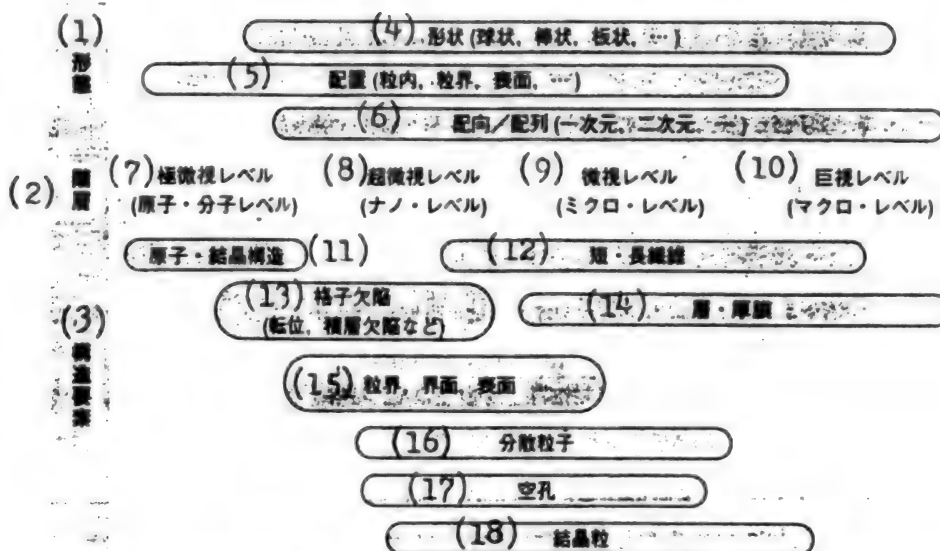 (1) 形態
(4) 形状 (球状, 棒状, 板状, …)
(5) 配置 (粒内, 粒界, 表面, …)
(6) 配向/配列 (一次元, 二次元, …)
(2) 階層
(7) 極微視レベル (8) 超微視レベル (9) 微視レベル (10) 巨視レベル
(原子・分子レベル) (ナノ・レベル) (ミクロ・レベル) (マクロ・レベル)
原子・結晶構造 (11) (12) 短・長繊維
(13) 格子欠陥
(転位, 積層欠陥など)
(14) 層・厚膜
(3) 構造要素
(15) 粒界, 界面, 表面
(16) 分散粒子
(17) 空孔
(18) 結晶粒